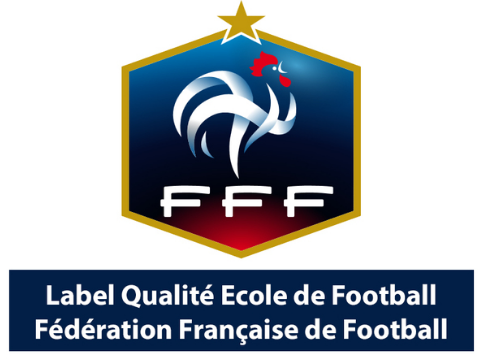 FFF
Label Qualité Ecole de Football
Fédération Française de Football